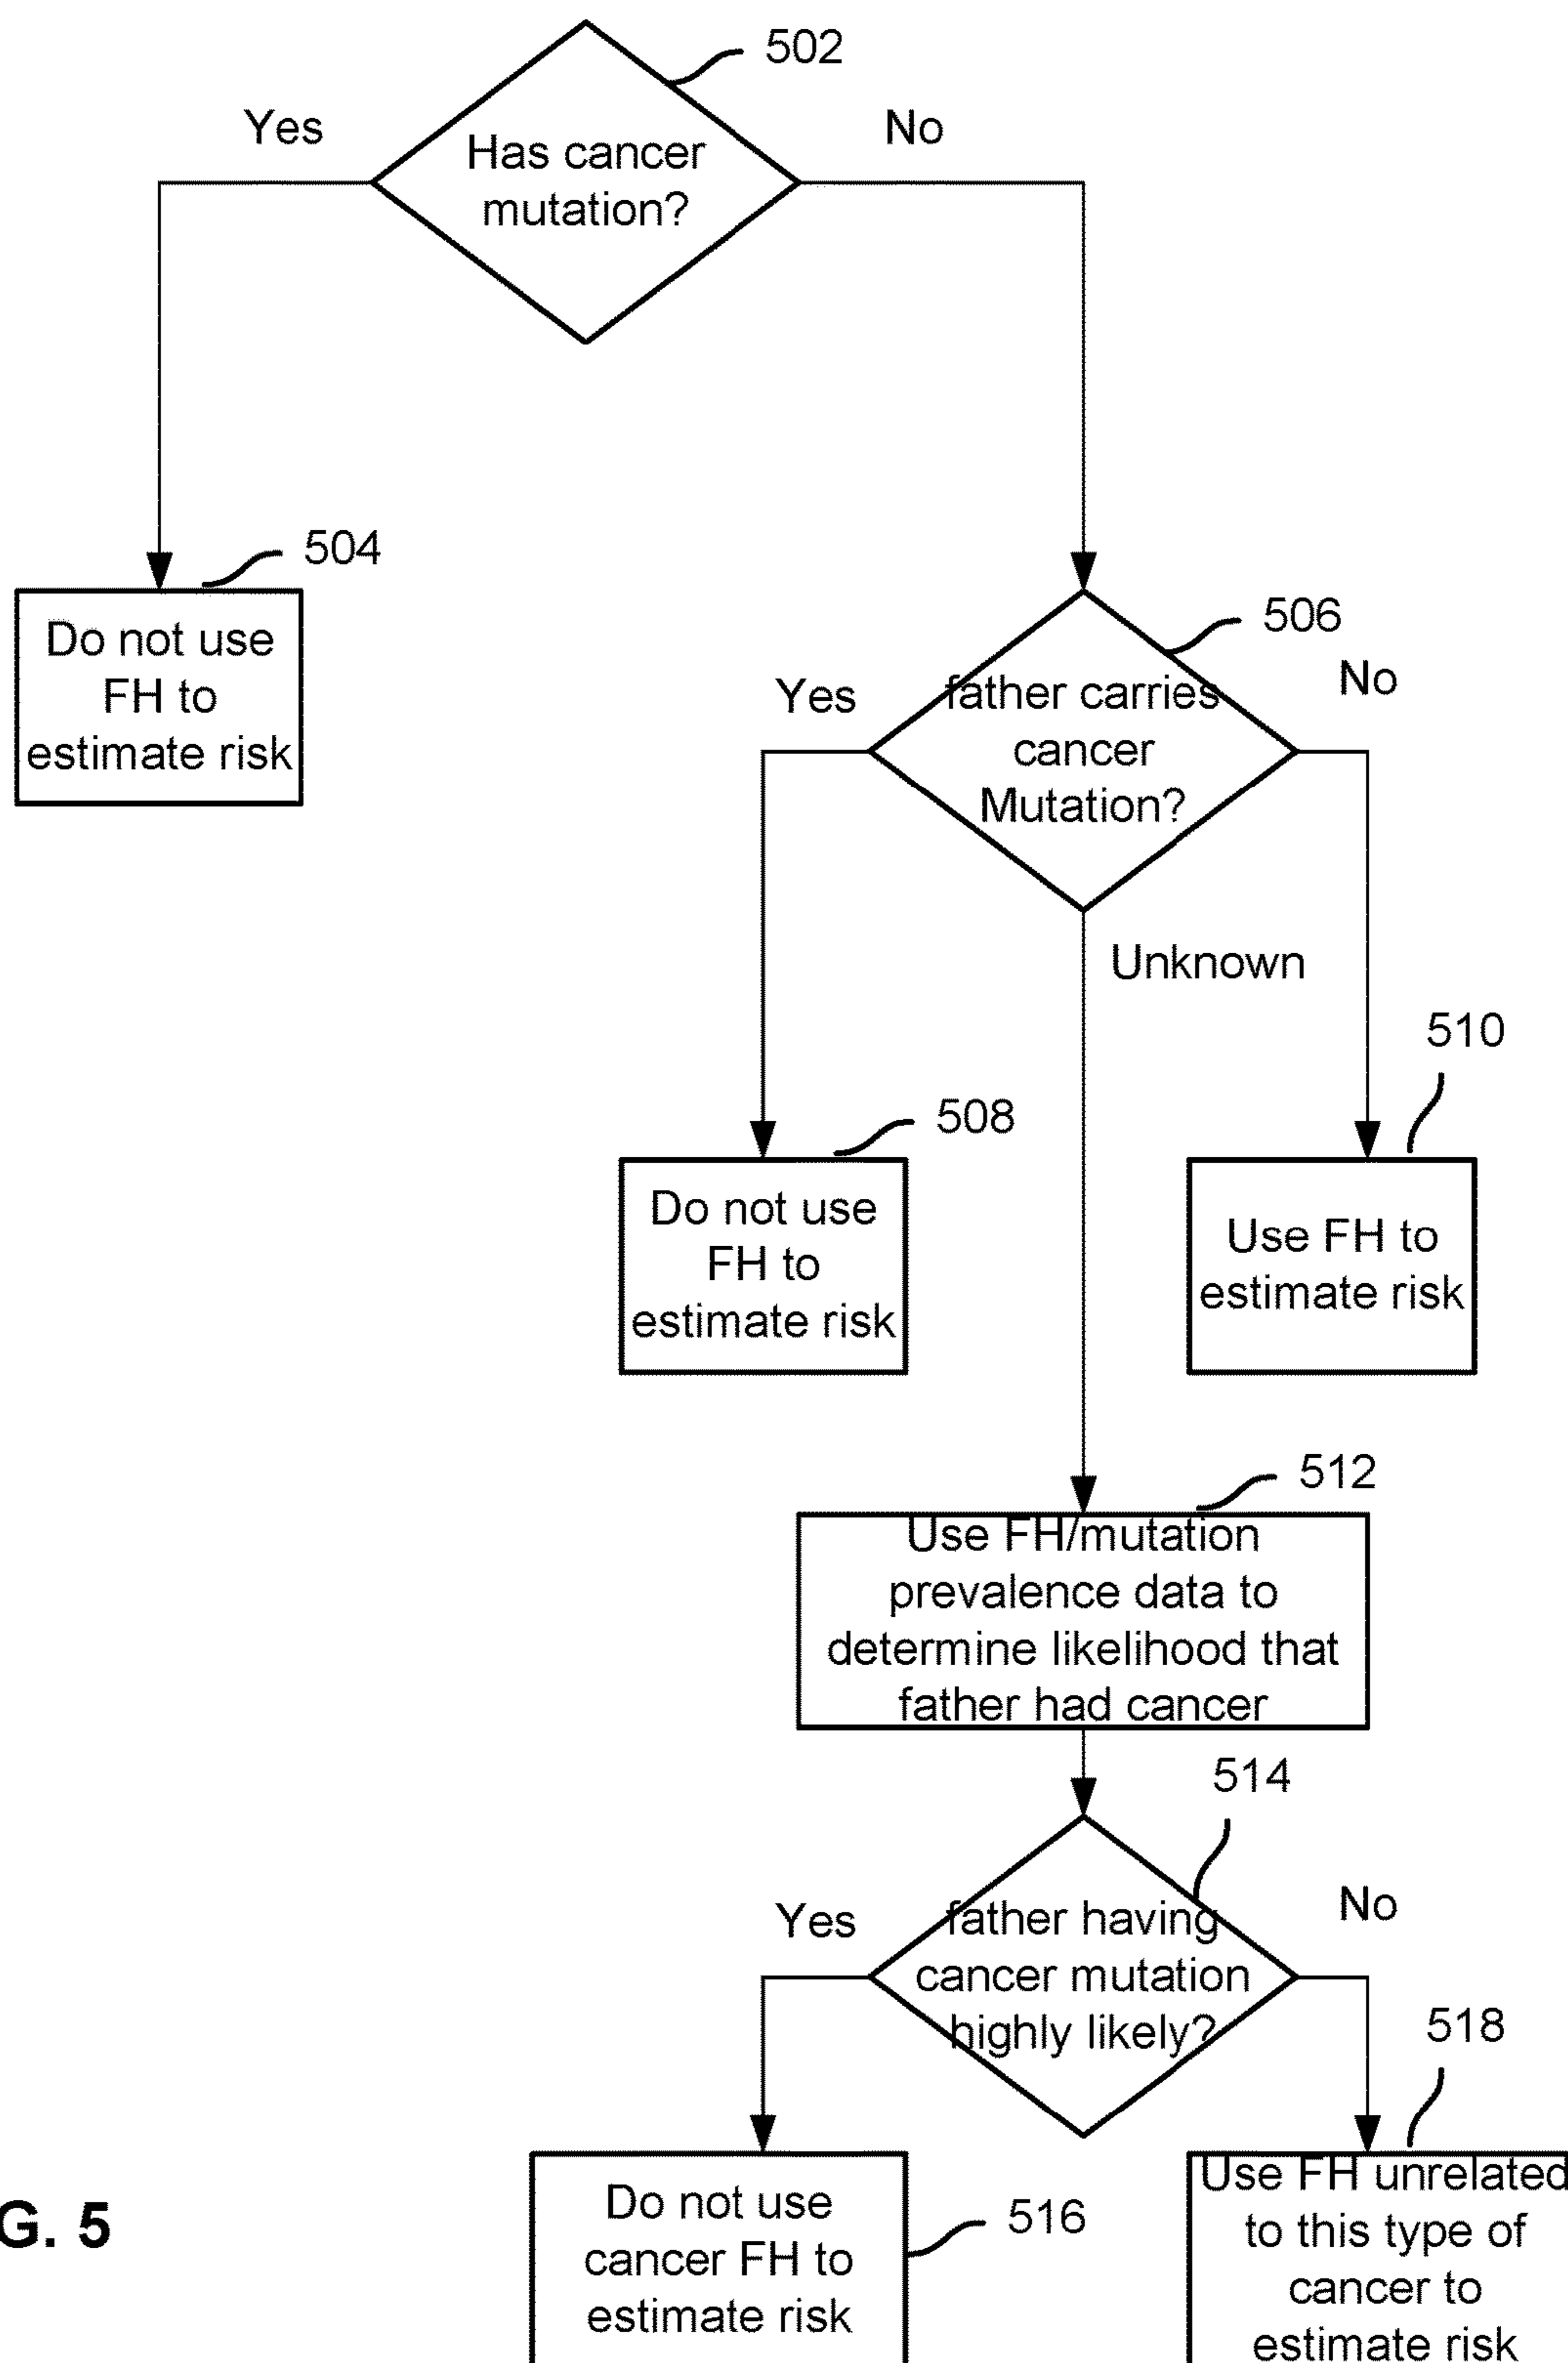 502
Yes
No
Has cancer
mutation?
504
Do not use
FH to
estimate risk
506
Yes
No
father carries
cancer
Mutation?
Unknown
510
508
Do not use
FH to
estimate risk
Use FH to
estimate risk
512
Use FH/mutation
prevalence data to
determine likelihood that
father had cancer
514
Yes
No
father having
cancer mutation
highly likely?
518
Do not use
cancer FH to
estimate risk
516
Use FH unrelated
to this type of
cancer to
estimate risk
G. 5